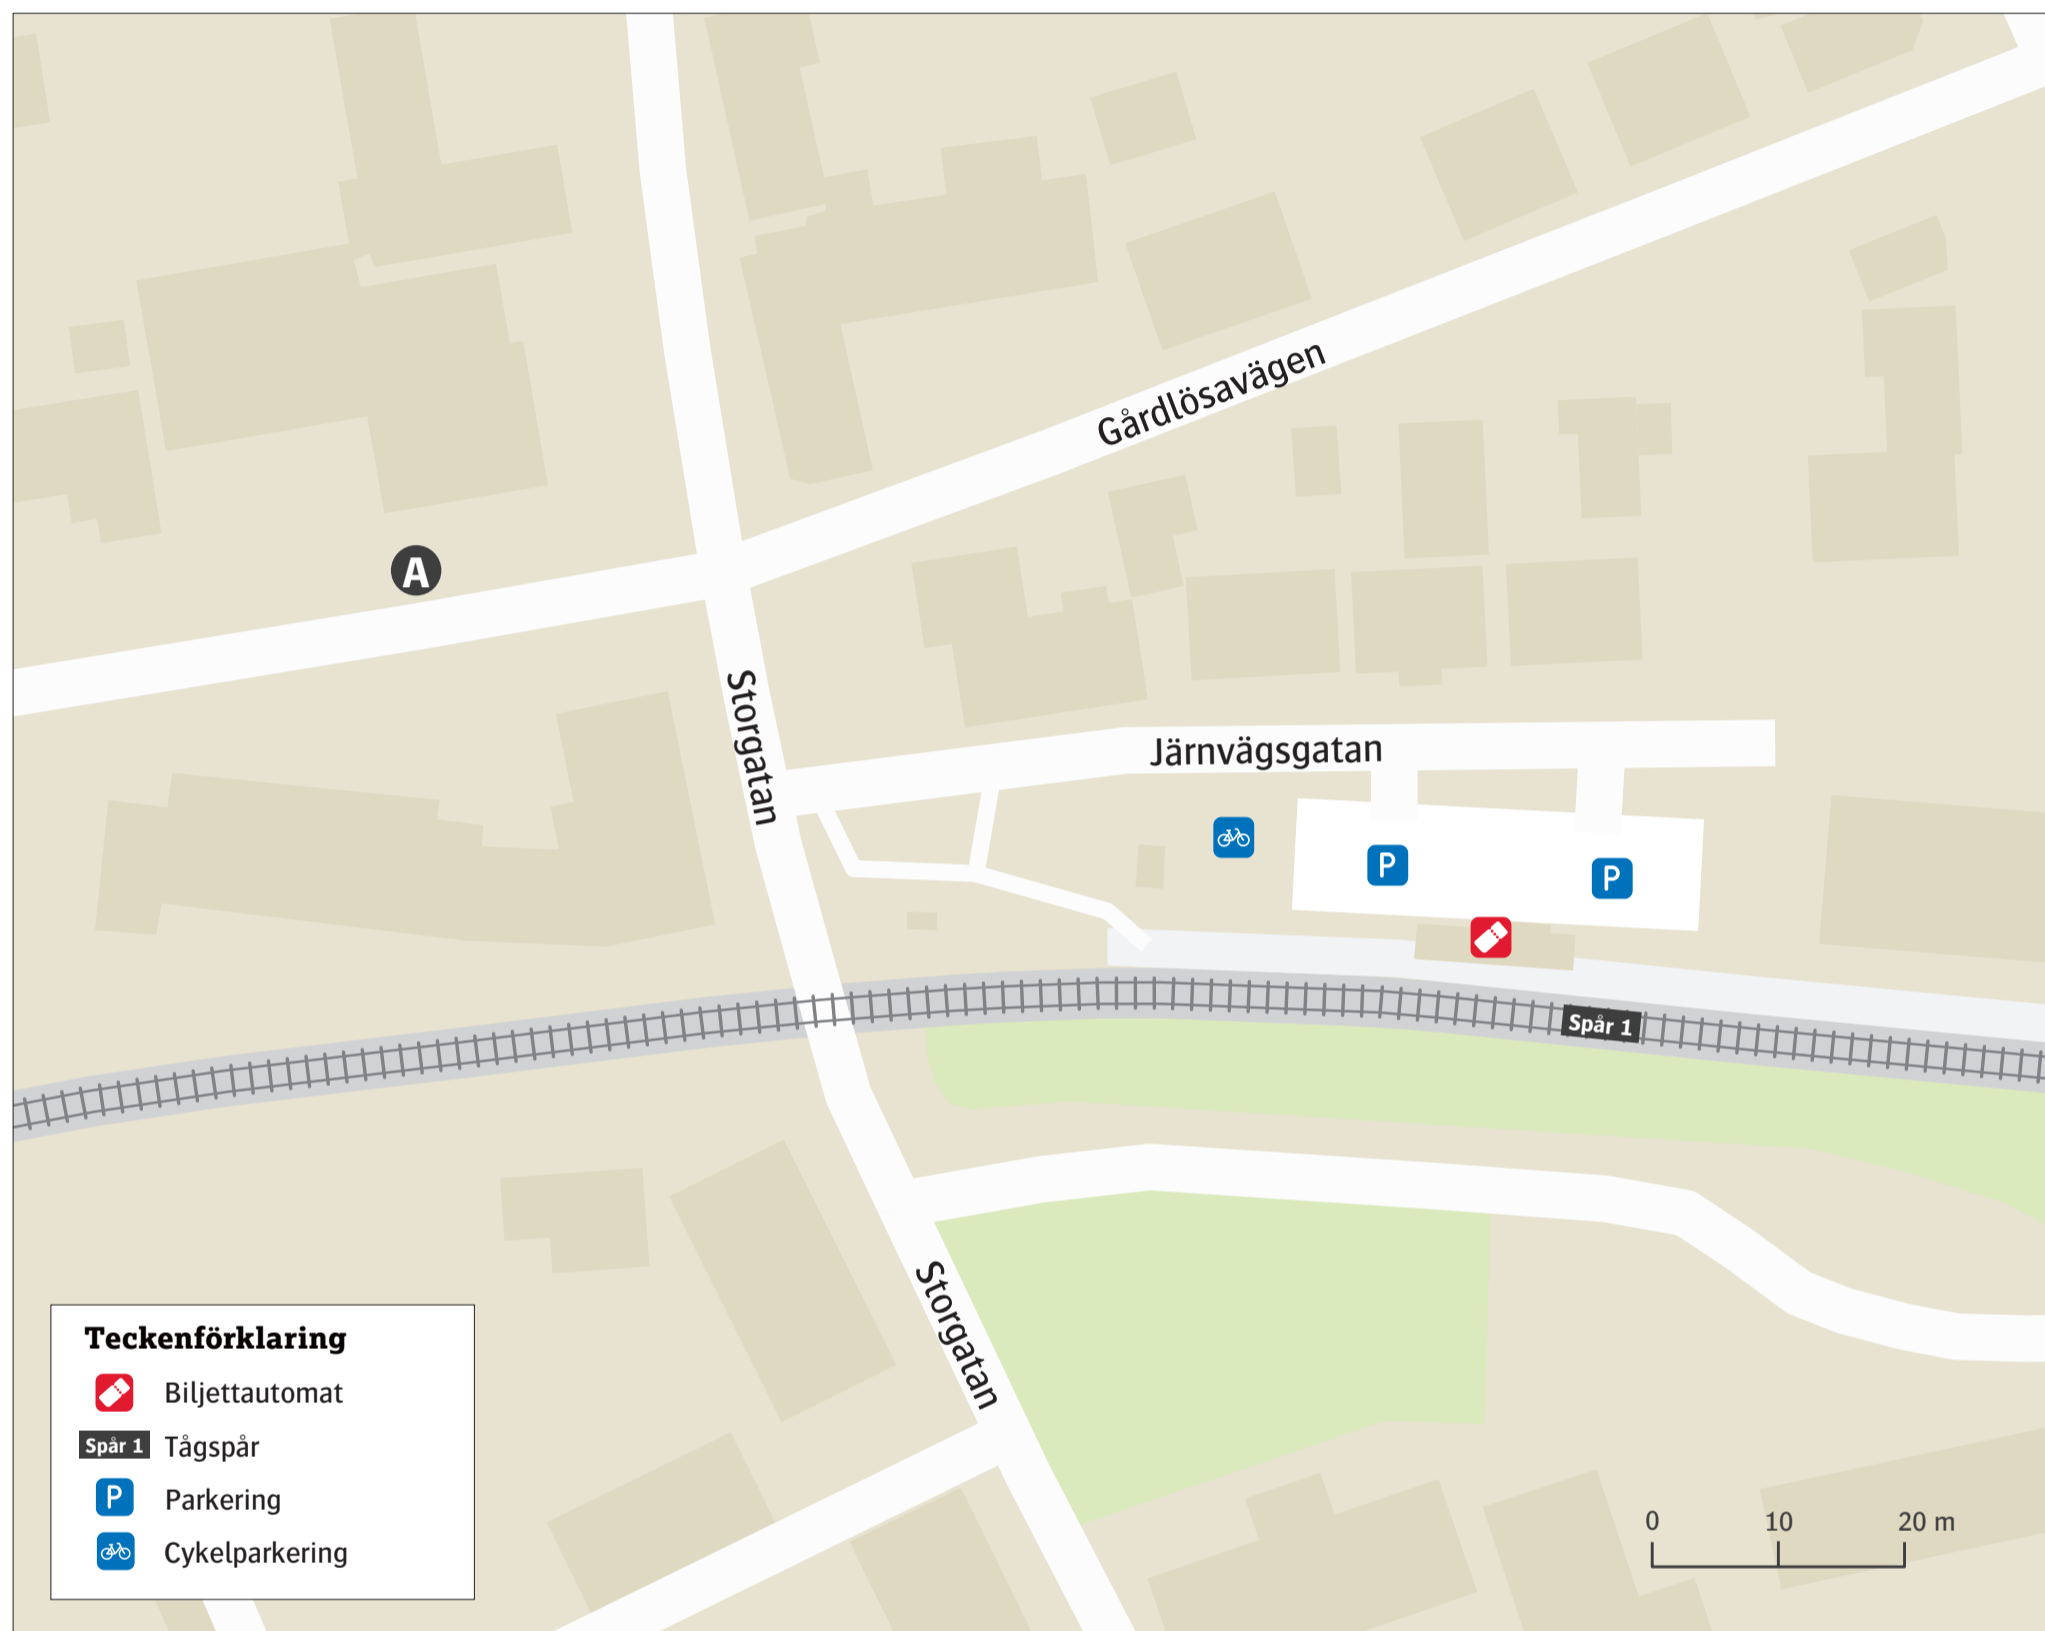 Gårdlösavägen
A
Storgatan
Järnvägsgatan
P
P
Spår 1
Storgatan
Teckenförklaring
Biljettautomat
Spår 1 Tågspår
P Parkering
Cykelparkering
0 10 20 m